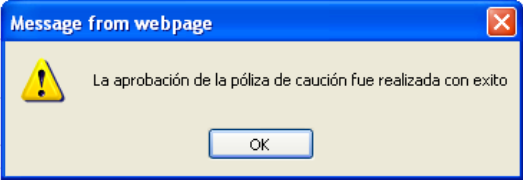 Message from webpage
La aprobación de la póliza de caución fue realizada con exito
OK